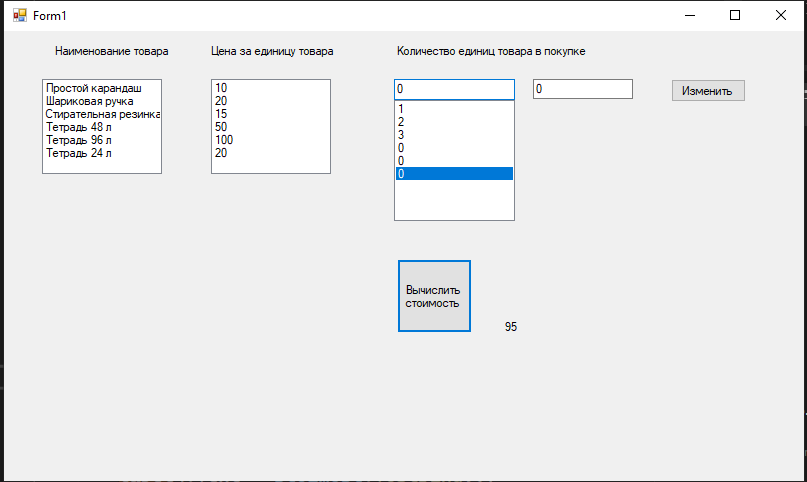 Form1
Наименование товара
Цена за единицу товара
Количество единиц товара в покупке
Простой карандаш
Шариковая ручка
Стирательная резинка
Тетрадь 48 л
Тетрадь 96 л
Тетрадь 24 л
10
20
15
50
100
20
0
1
2
3
0
0
0
0
Изменить
Вычислить
стоимость
95